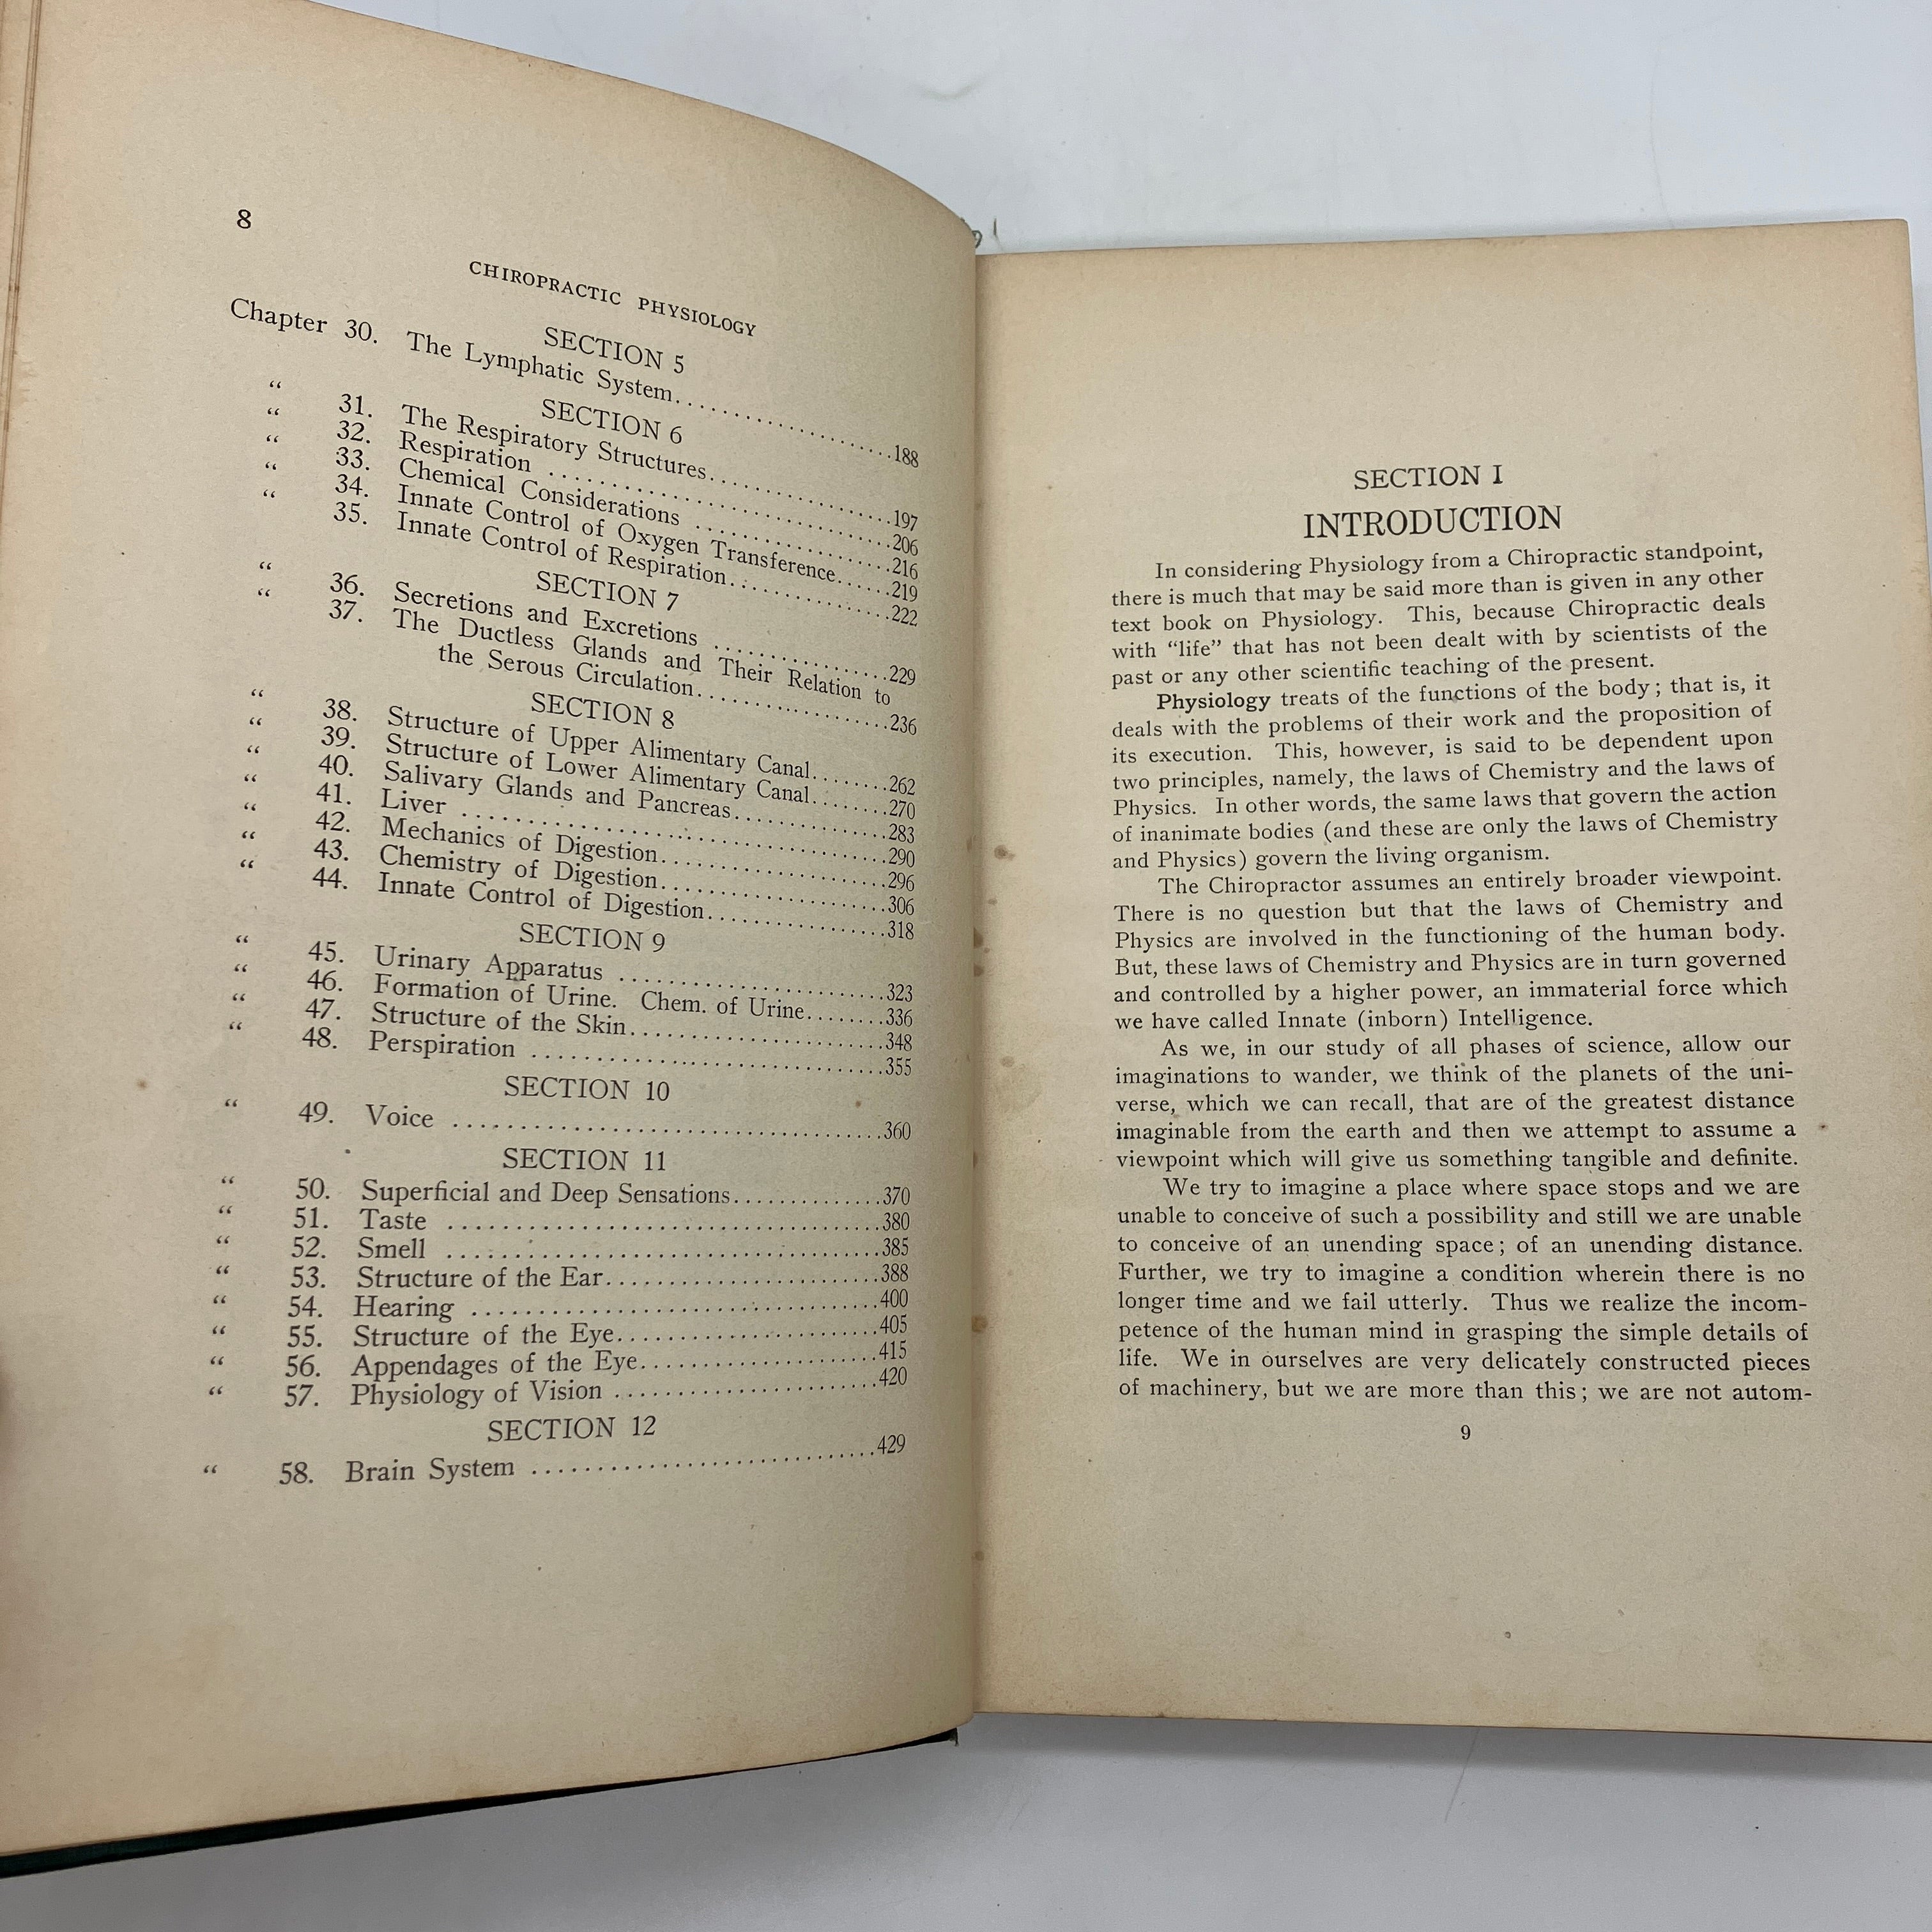 8
CHIROPRACTIC PHYSIOLOGY
SECTION 5
Chapter 30. The Lymphatic System....................188
SECTION 6
“ 31. The Respiratory Structures....................197
“ 32. Respiration ....................206
“ 33. Chemical Considerations ....................216
“ 34. Innate Control of Oxygen Transference......219
“ 35. Innate Control of Respiration....................222
SECTION 7
“ 36. Secretions and Excretions ....................229
“ 37. The Ductless Glands and Their Relation to
the Serous Circulation....................236
SECTION 8
“ 38. Structure of Upper Alimentary Canal........262
“ 39. Structure of Lower Alimentary Canal........270
“ 40. Salivary Glands and Pancreas...............283
“ 41. Liver ....................290
“ 42. Mechanics of Digestion....................296
“ 43. Chemistry of Digestion....................306
“ 44. Innate Control of Digestion....................318
SECTION 9
“ 45. Urinary Apparatus ....................323
“ 46. Formation of Urine. Chem. of Urine........336
“ 47. Structure of the Skin....................348
“ 48. Perspiration ....................355
SECTION 10
“ 49. Voice ....................360
SECTION 11
“ 50. Superficial and Deep Sensations...............370
“ 51. Taste ....................380
“ 52. Smell ....................385
“ 53. Structure of the Ear....................388
“ 54. Hearing ....................400
“ 55. Structure of the Eye....................405
“ 56. Appendages of the Eye....................415
“ 57. Physiology of Vision ....................420
SECTION 12
“ 58. Brain System ....................429
SECTION I
INTRODUCTION
In considering Physiology from a Chiropractic standpoint,
there is much that may be said more than is given in any other
text book on Physiology. This, because Chiropractic deals
with “life” that has not been dealt with by scientists of the
past or any other scientific teaching of the present.
Physiology treats of the functions of the body; that is, it
deals with the problems of their work and the proposition of
its execution. This, however, is said to be dependent upon
two principles, namely, the laws of Chemistry and the laws of
Physics. In other words, the same laws that govern the action
of inanimate bodies (and these are only the laws of Chemistry
and Physics) govern the living organism.
The Chiropractor assumes an entirely broader viewpoint.
There is no question but that the laws of Chemistry and
Physics are involved in the functioning of the human body.
But, these laws of Chemistry and Physics are in turn governed
and controlled by a higher power, an immaterial force which
we have called Innate (inborn) Intelligence.
As we, in our study of all phases of science, allow our
imaginations to wander, we think of the planets of the uni-
verse, which we can recall, that are of the greatest distance
imaginable from the earth and then we attempt to assume a
viewpoint which will give us something tangible and definite.
We try to imagine a place where space stops and we are
unable to conceive of such a possibility and still we are unable
to conceive of an unending space; of an unending distance.
Further, we try to imagine a condition wherein there is no
longer time and we fail utterly. Thus we realize the incom-
petence of the human mind in grasping the simple details of
life. We in ourselves are very delicately constructed pieces
of machinery, but we are more than this; we are not autom-
9